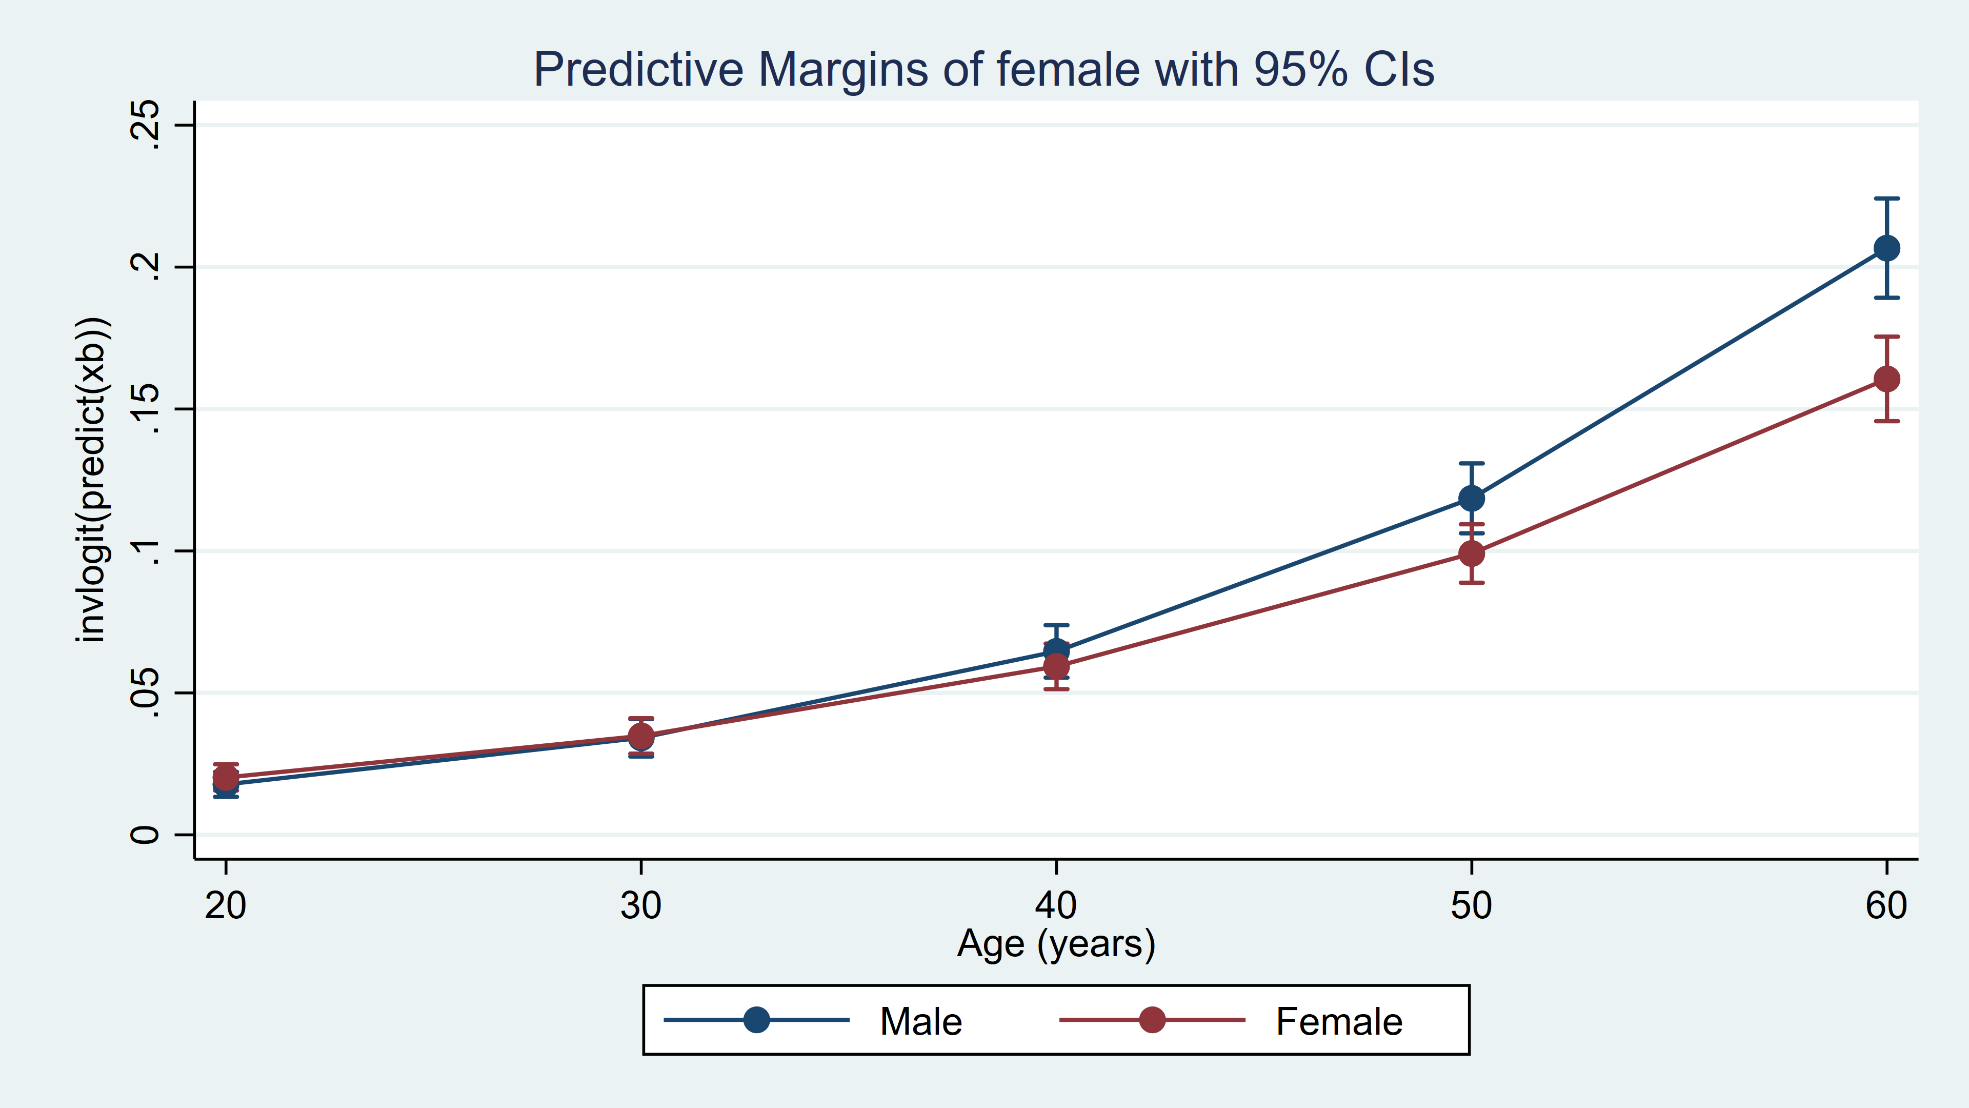 Predictive Margins of female with 95% CIs
invlogit(predict(xb))
.25
.2
.15
.1
.05
0
20 30 40 50 60
Age (years)
Male Female